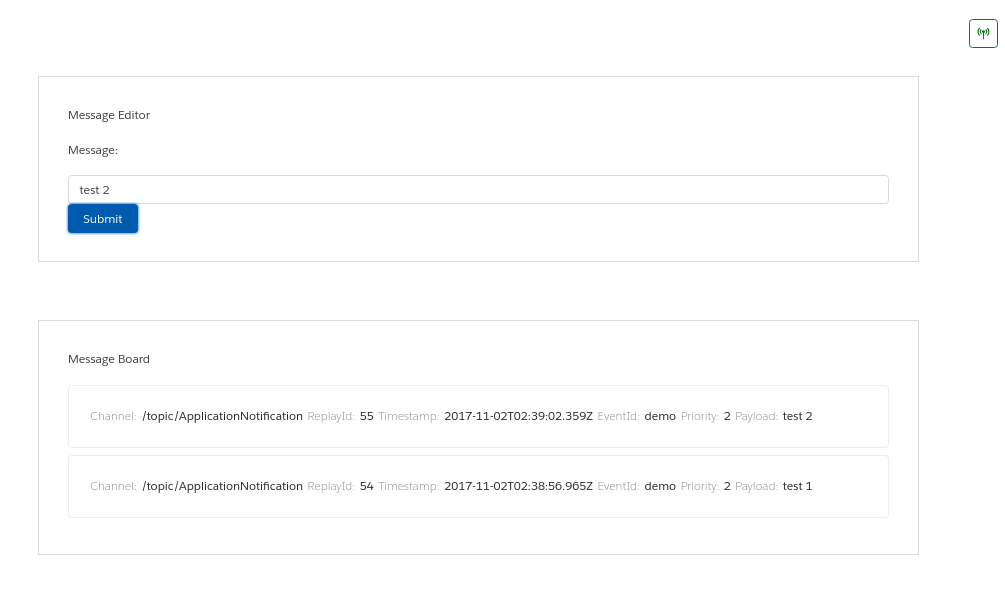 Message Editor
Message:
test 2
Submit
Message Board
Channel: /topic/ApplicationNotification ReplayId: 55 Timestamp: 2017-11-02T02:39:02.359Z EventId: demo Priority: 2 Payload: test 2
Channel: /topic/ApplicationNotification ReplayId: 54 Timestamp: 2017-11-02T02:38:56.965Z EventId: demo Priority: 2 Payload: test 1